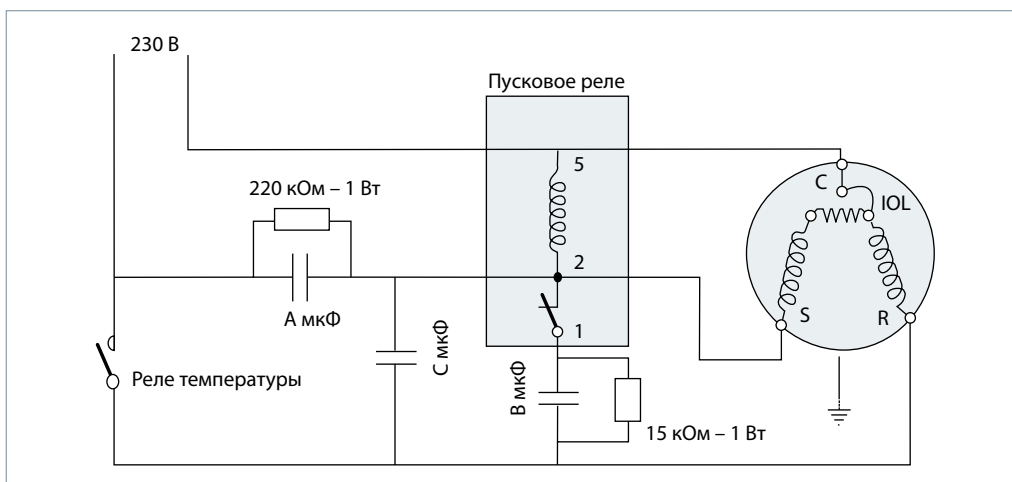 230 В
Пусковое реле
5
C
IOL
220 кОм – 1 Вт
2
S
R
А мкФ
1
С мкФ
Реле температуры
В мкФ
15 кОм – 1 Вт